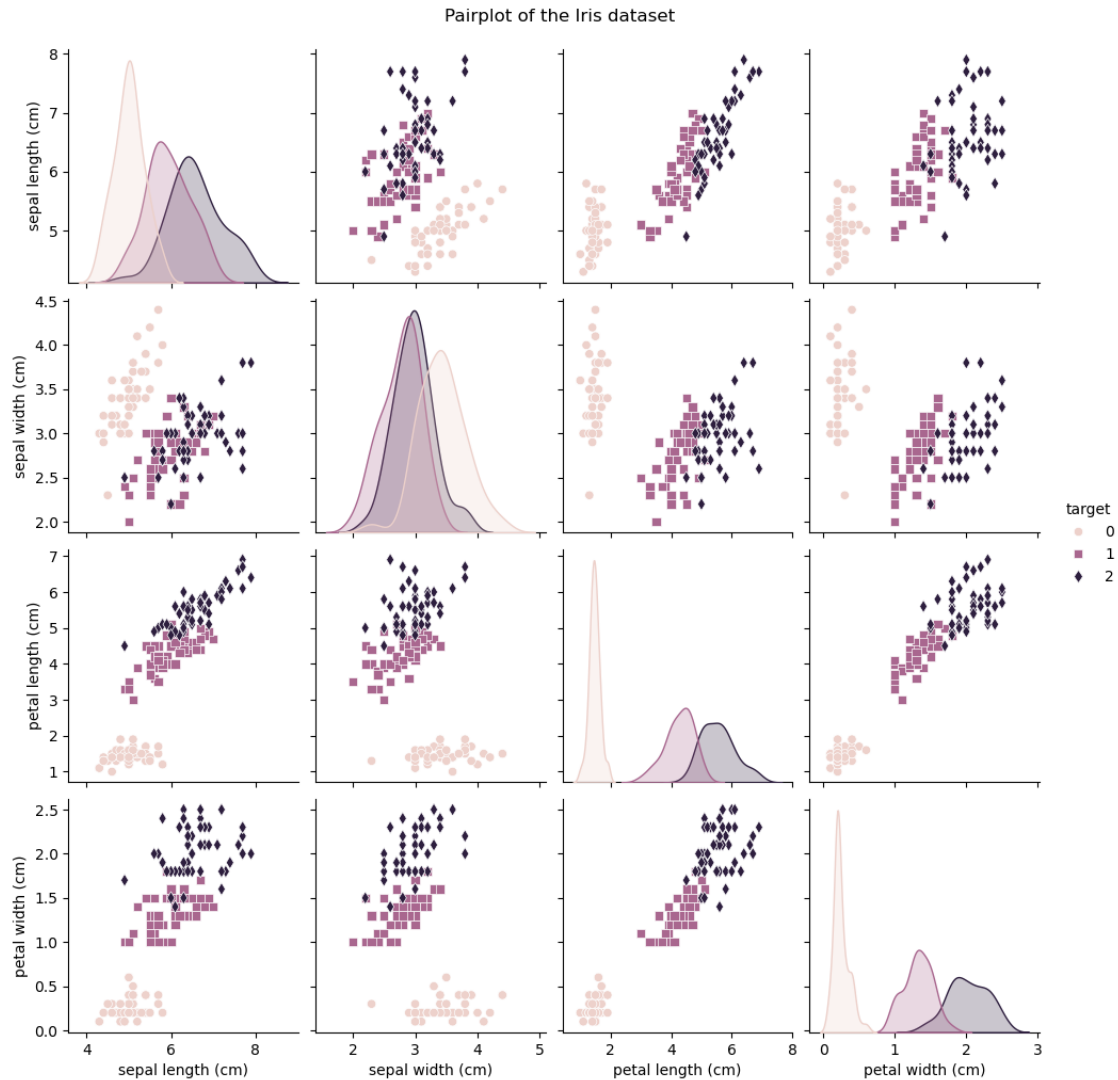 Pairplot of the Iris dataset
8
7
6
5
sepal length (cm)
4.5
4.0
3.5
3.0
2.5
2.0
sepal width (cm)
target
0
1
2
7
6
5
4
3
2
1
petal length (cm)
2.5
2.0
1.5
1.0
0.5
0.0
petal width (cm)
4 6 8
2 3 4 5
2 4 6 8
0 1 2 3
sepal length (cm) sepal width (cm) petal length (cm) petal width (cm)